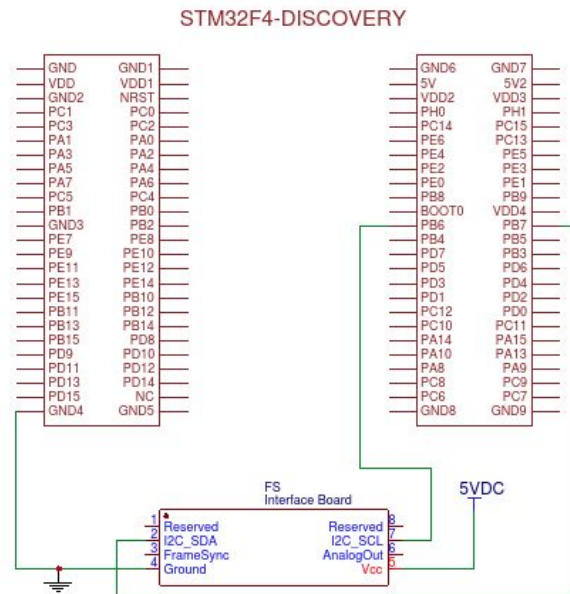 STM32F4-DISCOVERY
GND GND1
VDD VDD1
GND2 NRST
PC1 PC0
PC3 PC2
PA1 PA0
PA3 PA2
PA5 PA4
PA7 PA6
PC5 PC4
PB1 PB0
GND3 PB2
PE7 PE8
PE9 PE10
PE11 PE12
PE13 PE14
PE15 PB10
PB11 PB12
PB13 PB14
PB15 PD8
PD9 PD10
PD11 PD12
PD13 PD14
PD15 NC
GND4 GND5
GND6 GND7
5V 5V2
VDD2 VDD3
PH0 PH1
PC14 PC15
PE6 PC13
PE4 PE5
PE2 PE3
PE0 PE1
PB8 PB9
BOOT0 VDD4
PB6 PB7
PB4 PB5
PD7 PB3
PD5 PD6
PD3 PD4
PD1 PD2
PC12 PD0
PC10 PC11
PA14 PA15
PA10 PA13
PA8 PA9
PC8 PC9
PC6 PC7
GND8 GND9
FS
Interface Board
5VDC
1 Reserved Reserved 8
2 I2C_SDA I2C_SCL 7
3 FrameSync AnalogOut 6
4 Ground Vcc 5